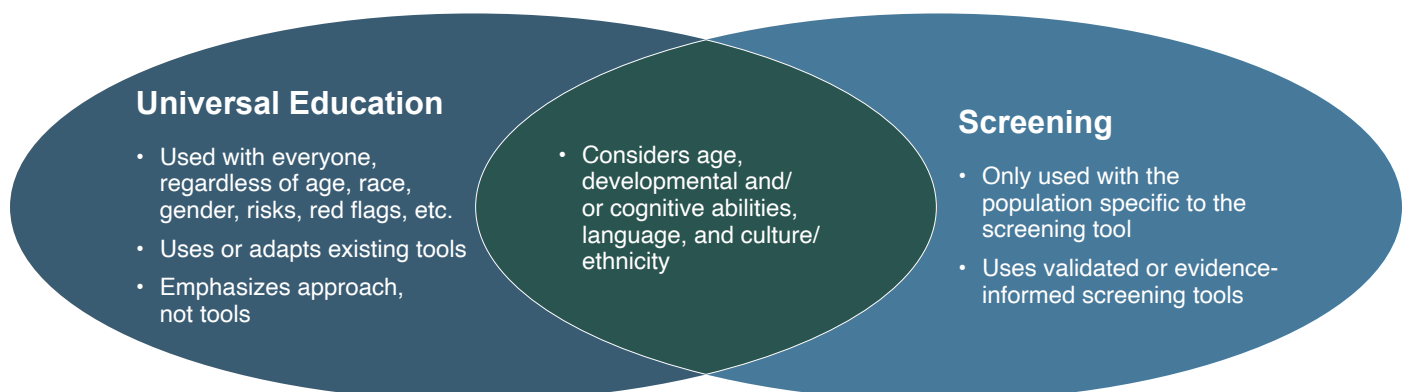 Universal Education
• Used with everyone,
regardless of age, race,
gender, risks, red flags, etc.
• Uses or adapts existing tools
• Emphasizes approach,
not tools
• Considers age,
developmental and/
or cognitive abilities,
language, and culture/
ethnicity
Screening
• Only used with the
population specific to the
screening tool
• Uses validated or evidence-
informed screening tools